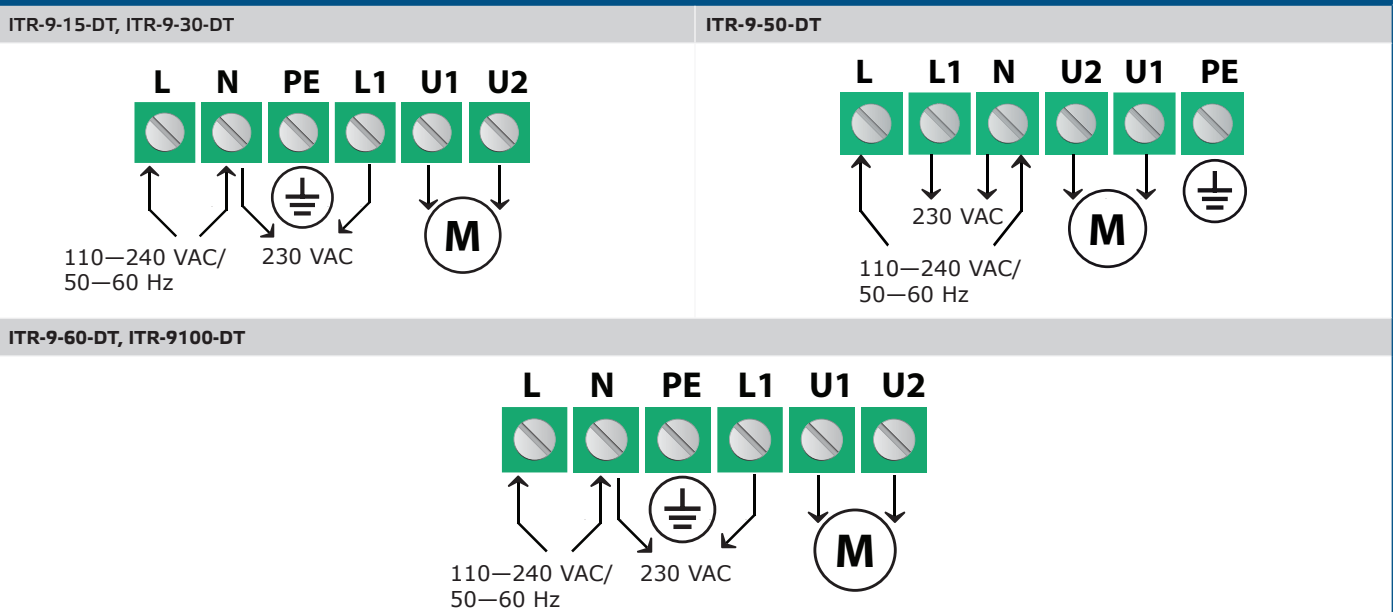 ITR-9-15-DT, ITR-9-30-DT
L N PE L1 U1 U2
110—240 VAC/
50—60 Hz
230 VAC
M
ITR-9-50-DT
L L1 N U2 U1 PE
230 VAC
110—240 VAC/
50—60 Hz
M
ITR-9-60-DT, ITR-9100-DT
L N PE L1 U1 U2
110—240 VAC/
50—60 Hz
230 VAC
M